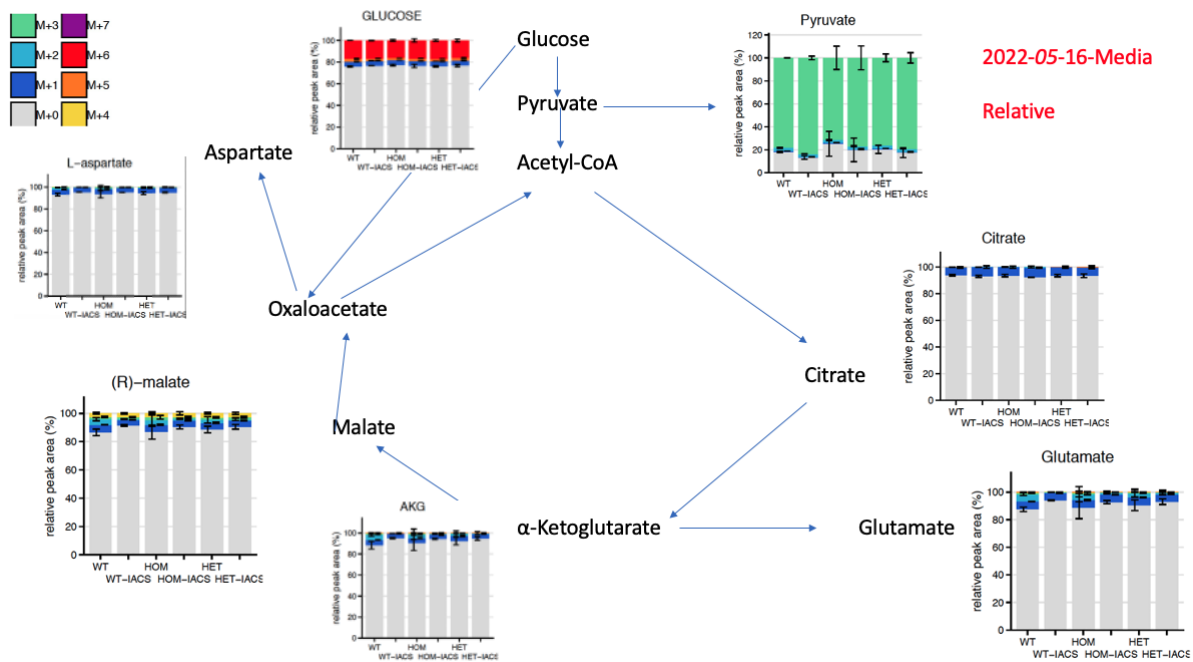 M+3 M+7
M+2 M+6
M+1 M+5
M+0 M+4
GLUCOSE
relative peak area (%)
100
80
60
40
20
0
WT HOM HET
WT-IACS HOM-IACS HET-IACS
Glucose
Pyruvate
Acetyl-CoA
Pyruvate
relative peak area (%)
120
100
80
60
40
20
0
WT HOM HET
WT-IACS HOM-IACS HET-IACS
2022-05-16-Media
Relative
L-aspartate
relative peak area (%)
100
80
60
40
20
0
WT HOM HET
WT-IACS HOM-IACS HET-IACS
Aspartate
Oxaloacetate
Citrate
relative peak area (%)
100
80
60
40
20
0
WT HOM HET
WT-IACS HOM-IACS HET-IACS
Citrate
(R)-malate
relative peak area (%)
100
80
60
40
20
0
WT HOM HET
WT-IACS HOM-IACS HET-IACS
Malate
AKG
relative peak area (%)
100
80
60
40
20
0
WT HOM HET
WT-IACS HOM-IACS HET-IACS
α-Ketoglutarate
Glutamate
Glutamate
relative peak area (%)
100
80
60
40
20
0
WT HOM HET
WT-IACS HOM-IACS HET-IACS